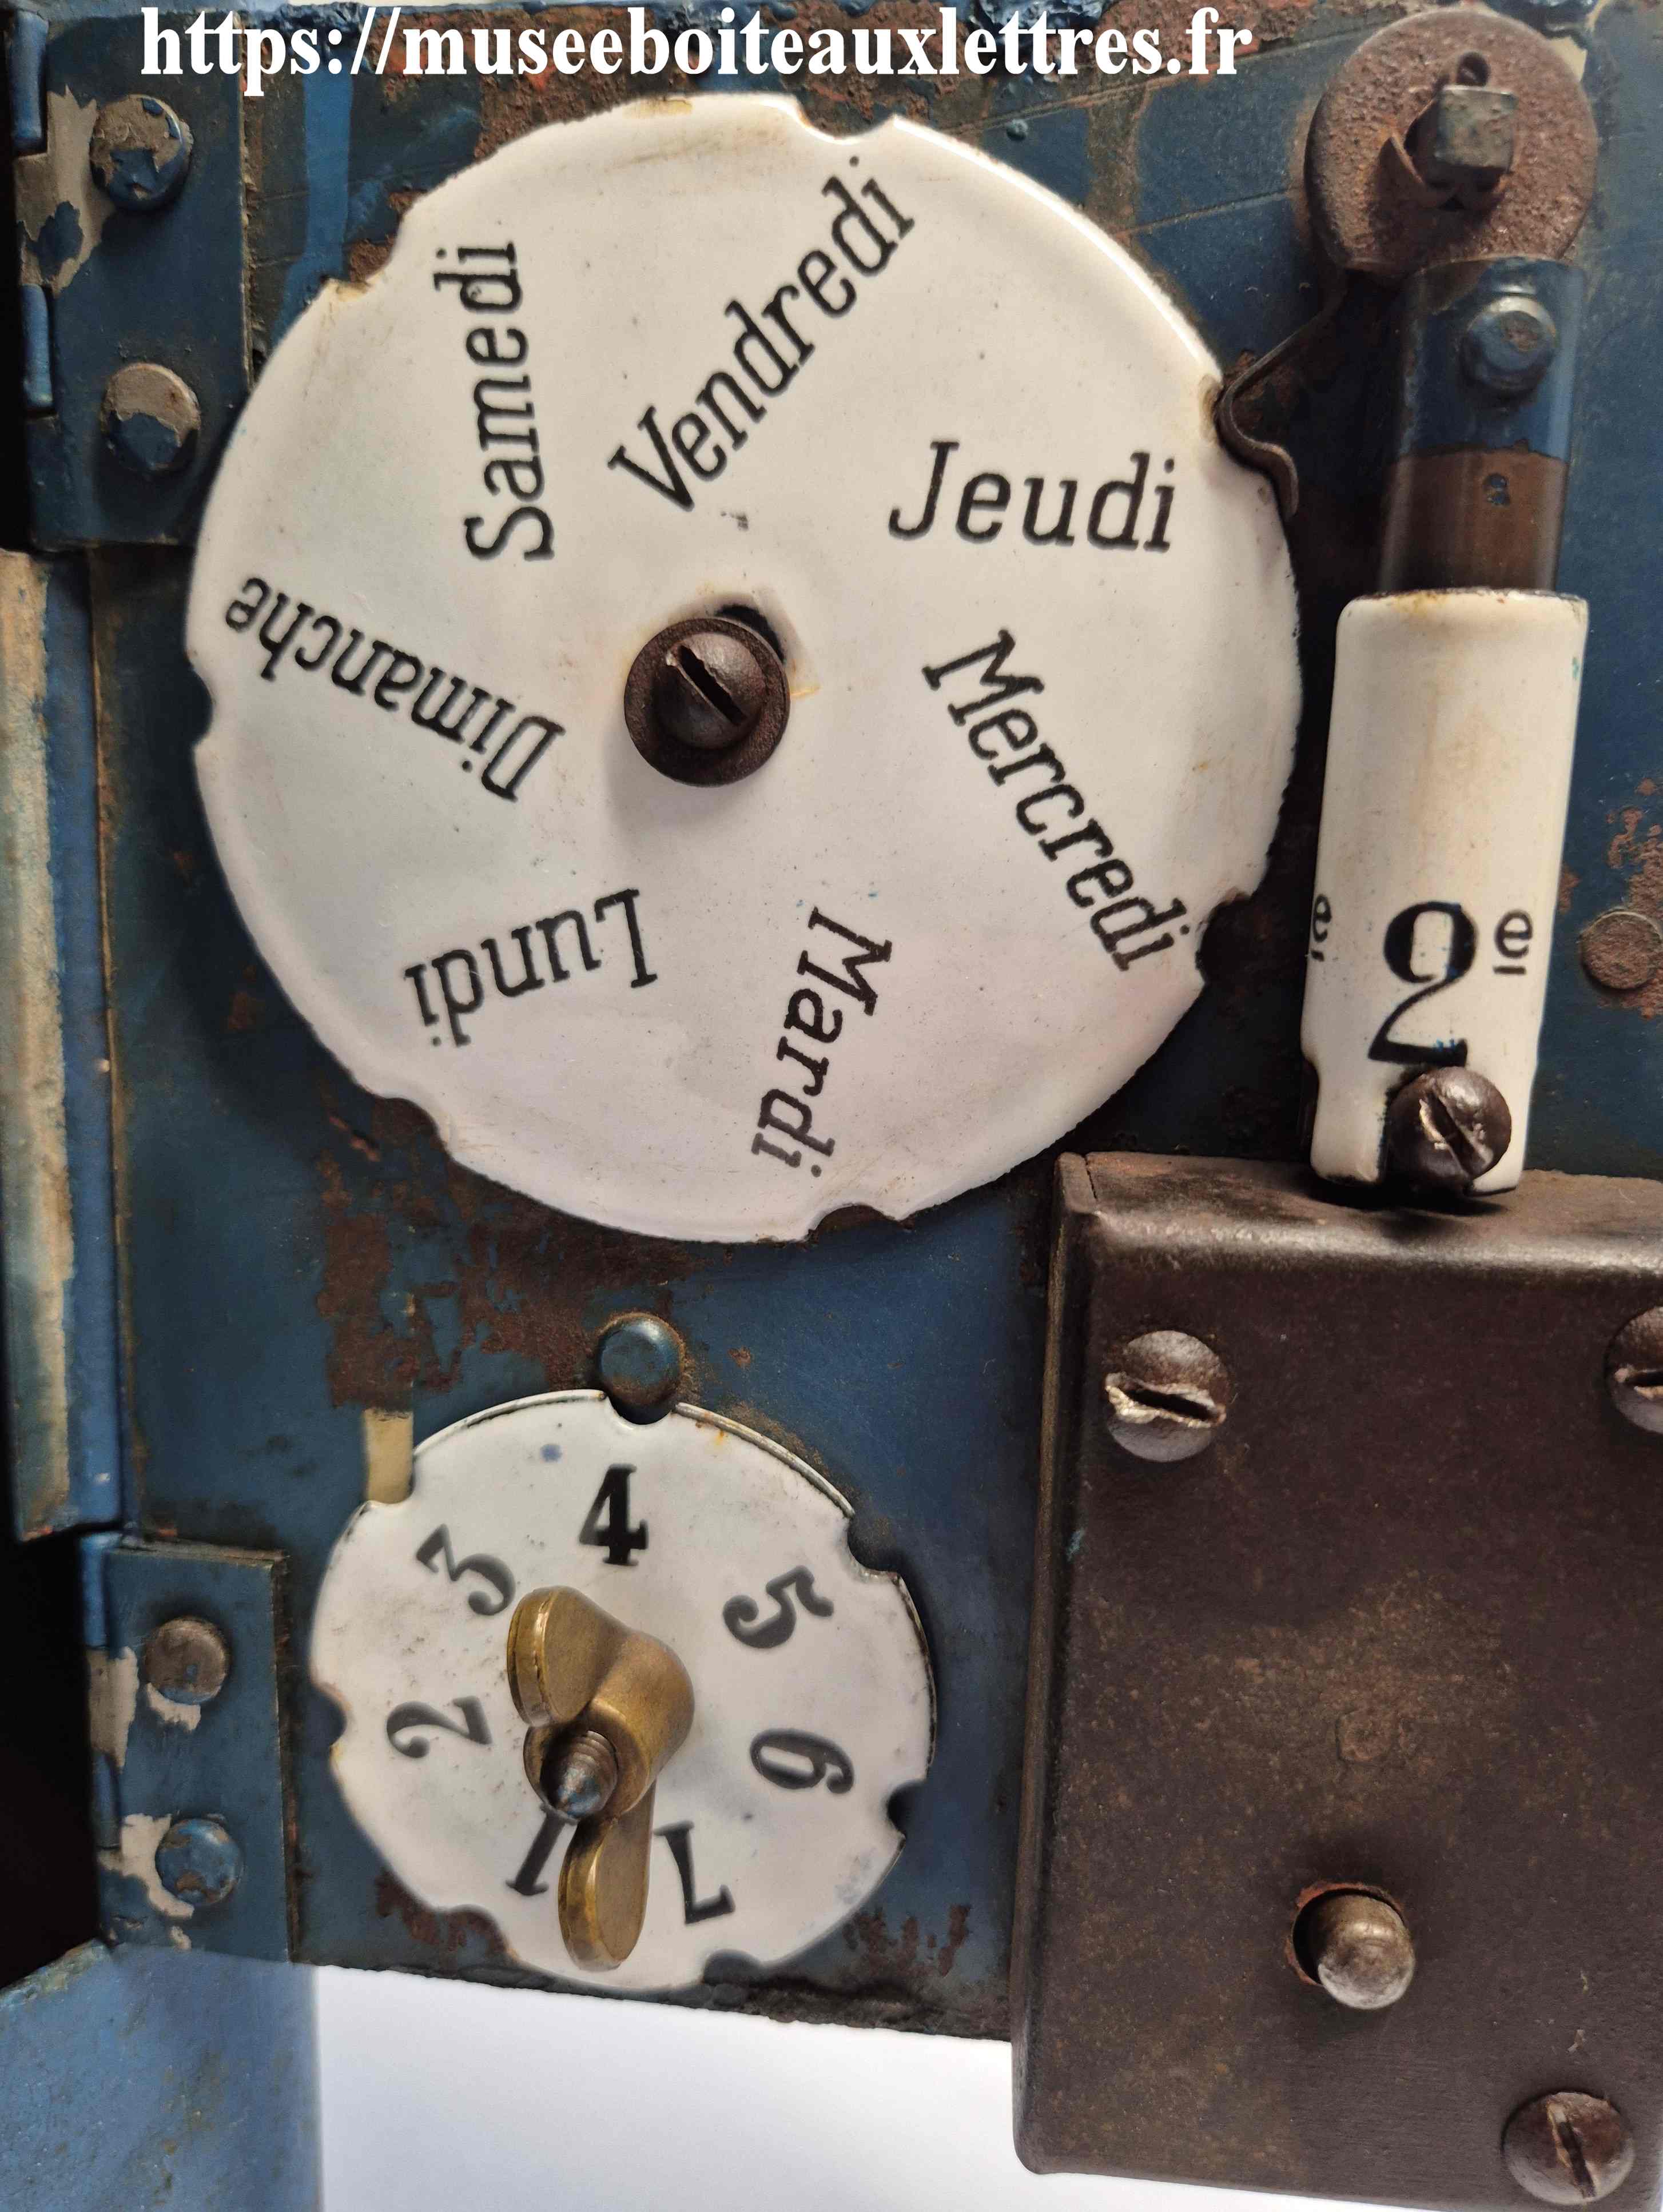 https://museeboiteauxlettres.fr
Samedi
Vendredi
Jeudi
Mercredi
Mardi
Lundi
Dimanche
e 2e
4
5
6
7
1
2
3